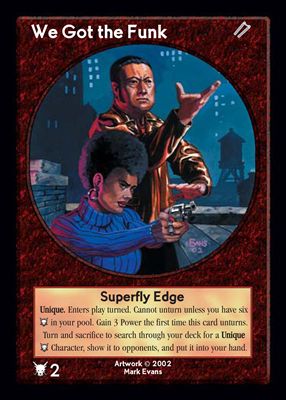 We Got the Funk
EVANS
02
Superfly Edge
Unique. Enters play turned. Cannot unturn unless you have six
in your pool. Gain 3 Power the first time this card unturns.
Turn and sacrifice to search through your deck for a Unique
Character, show it to opponents, and put it into your hand.
2
Artwork © 2002
Mark Evans